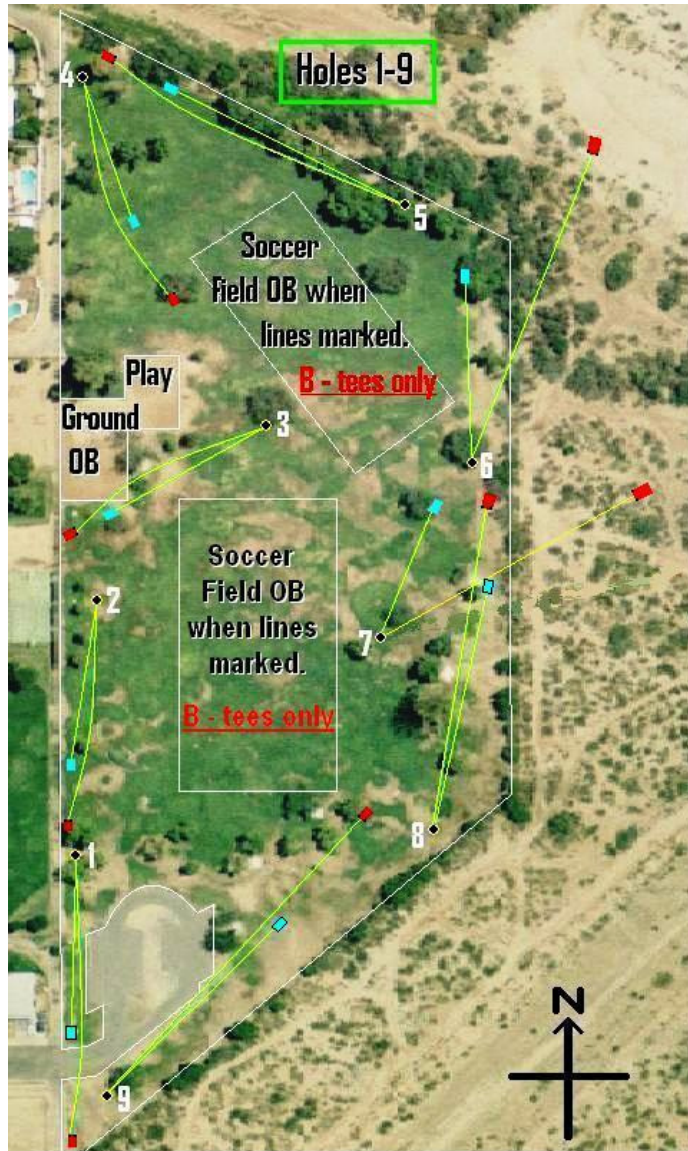 Holes 1-9
4
5
Soccer
Field OB when
lines marked.
B - tees only
Play
Ground
OB
3
6
Soccer
Field OB
when lines
marked.
B - tees only
2
7
8
1
9
N